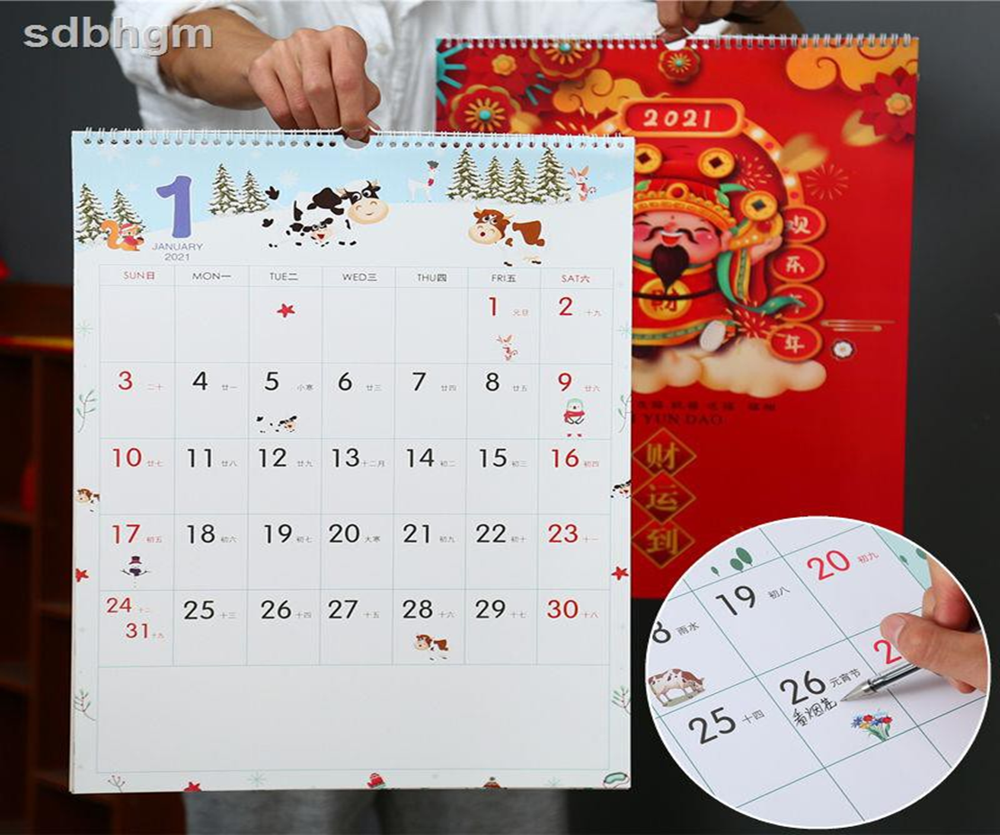 sdbhgm
2021
财
年
YUN DAO
财
运
到
1
JANUARY
2021
SUN日 MON一 TUE二 WED三 THU四 FRI五 SAT六
1 元旦 2 十九
3 二十 4 廿一 5 小寒 6 廿三 7 廿四 8 廿五 9 廿六
10 廿七 11 廿八 12 廿九 13 十二月 14 初二 15 初三 16 初四
17 初五 18 初六 19 初七 20 大寒 21 初九 22 初十 23 十一
24 十二 25 十三 26 十四 27 十五 28 十六 29 十七 30 十八
31 十九
19 初八 20 初九
雨水
25 十四 26 元宵节
看烟花